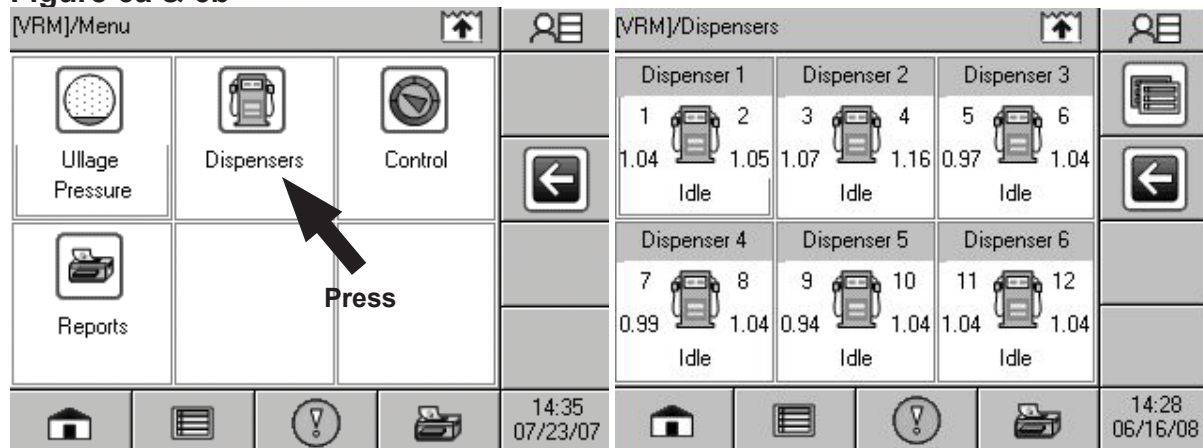 [VRM]/Menu
Ullage
Pressure
Dispensers
Control
Reports
Press
14:35
07/23/07
[VRM]/Dispensers
Dispenser 1
1 2
1.04 1.05
Idle
Dispenser 2
3 4
1.07 1.16
Idle
Dispenser 3
5 6
0.97 1.04
Idle
Dispenser 4
7 8
0.99 1.04
Idle
Dispenser 5
9 10
0.94 1.04
Idle
Dispenser 6
11 12
1.04 1.04
Idle
14:28
06/16/08